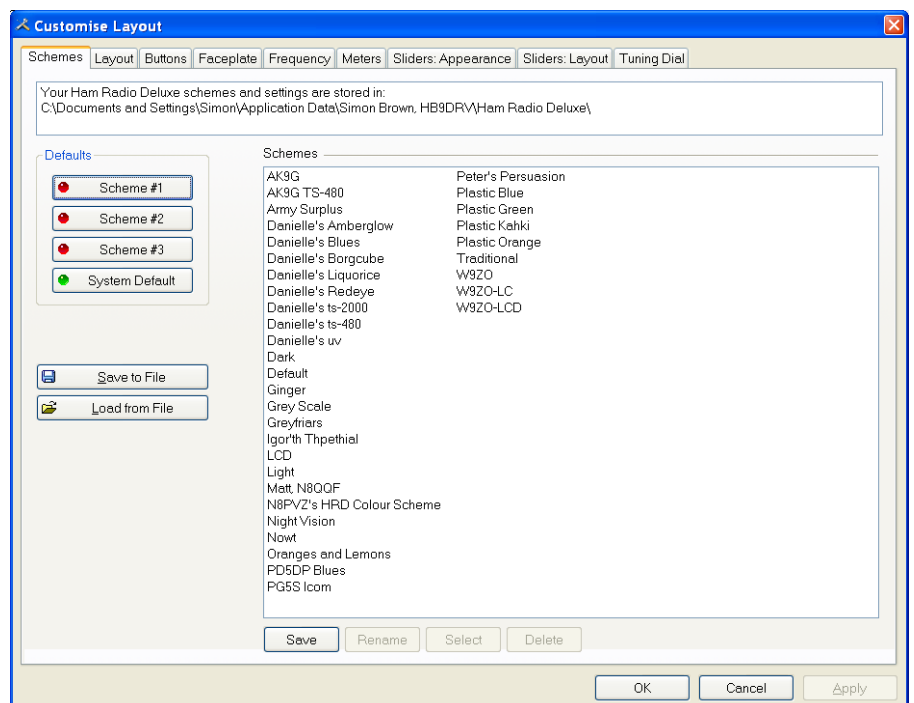 Customise Layout
Schemes Layout Buttons Faceplate Frequency Meters Sliders: Appearance Sliders: Layout Tuning Dial
Your Ham Radio Deluxe schemes and settings are stored in:
C:\Documents and Settings\Simon\Application Data\Simon Brown, HB9DRV\Ham Radio Deluxe\
Defaults
Scheme #1
Scheme #2
Scheme #3
System Default
Save to File
Load from File
Schemes
AK9G
AK9G TS-480
Army Surplus
Danielle's Amberglow
Danielle's Blues
Danielle's Borgcube
Danielle's Liquorice
Danielle's Redeye
Danielle's ts-2000
Danielle's ts-480
Danielle's uv
Dark
Default
Ginger
Grey Scale
Greyfriars
Igor'th Thpethial
LCD
Light
Matt, N8QQF
N8PVZ's HRD Colour Scheme
Night Vision
Nowt
Oranges and Lemons
PD5DP Blues
PG5S Icom
Peter's Persuasion
Plastic Blue
Plastic Green
Plastic Kahki
Plastic Orange
Traditional
W9ZO
W9ZO-LC
W9ZO-LCD
Save Rename Select Delete
OK Cancel Apply